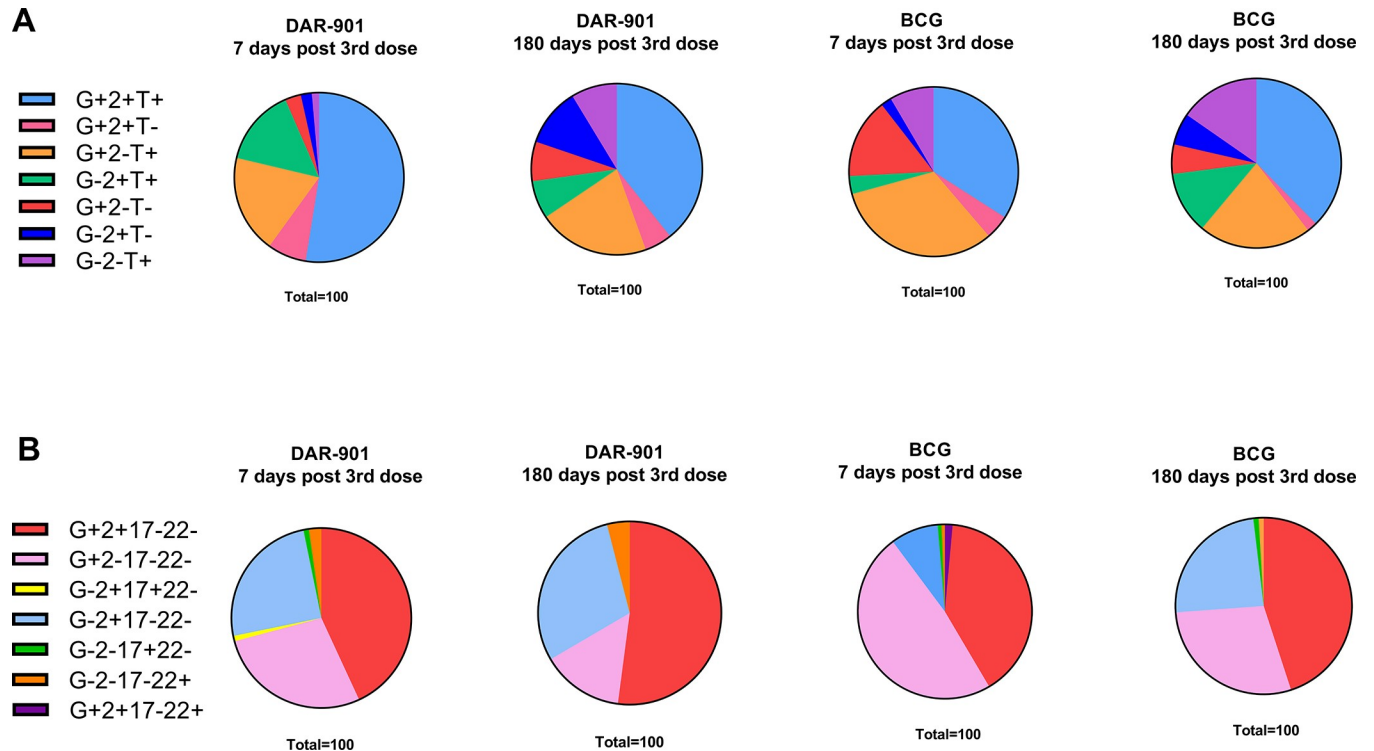 A
DAR-901
7 days post 3rd dose
DAR-901
180 days post 3rd dose
BCG
7 days post 3rd dose
BCG
180 days post 3rd dose
G+2+T+
G+2+T-
G+2-T+
G-2+T+
G+2-T-
G-2+T-
G-2-T+
Total=100
Total=100
Total=100
Total=100
B
DAR-901
7 days post 3rd dose
DAR-901
180 days post 3rd dose
BCG
7 days post 3rd dose
BCG
180 days post 3rd dose
G+2+17-22-
G+2-17-22-
G-2+17+22-
G-2+17-22-
G-2-17+22-
G-2-17-22+
G+2+17-22+
Total=100
Total=100
Total=100
Total=100